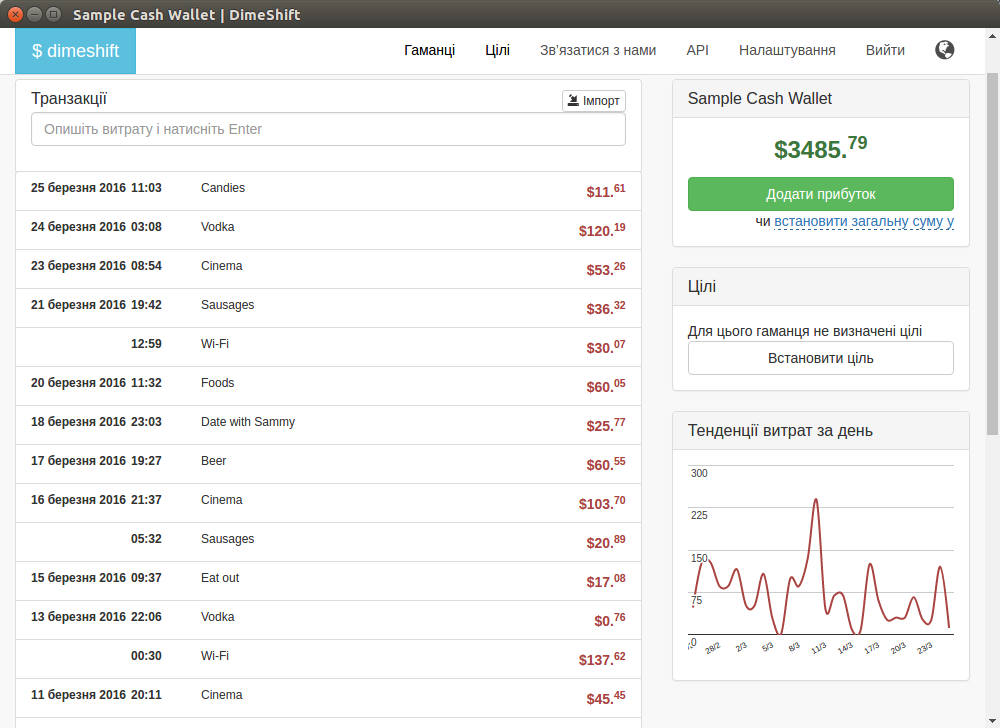 Sample Cash Wallet | DimeShift
$ dimeshift Гаманці Цілі Зв’язатися з нами API Налаштування Вийти
Транзакції Імпорт
Опишіть витрату і натисніть Enter
25 березня 2016 11:03 Candies $11.61
24 березня 2016 03:08 Vodka $120.19
23 березня 2016 08:54 Cinema $53.26
21 березня 2016 19:42 Sausages $36.32
12:59 Wi-Fi $30.07
20 березня 2016 11:32 Foods $60.05
18 березня 2016 23:03 Date with Sammy $25.77
17 березня 2016 19:27 Beer $60.55
16 березня 2016 21:37 Cinema $103.70
05:32 Sausages $20.89
15 березня 2016 09:37 Eat out $17.08
13 березня 2016 22:06 Vodka $0.76
00:30 Wi-Fi $137.62
11 березня 2016 20:11 Cinema $45.45
Sample Cash Wallet
$3485.79
Додати прибуток
чи встановити загальну суму у
Цілі
Для цього гаманця не визначені цілі
Встановити ціль
Тенденції витрат за день
300
225
150
75
0
28/2 2/3 5/3 8/3 11/3 14/3 17/3 20/3 23/3